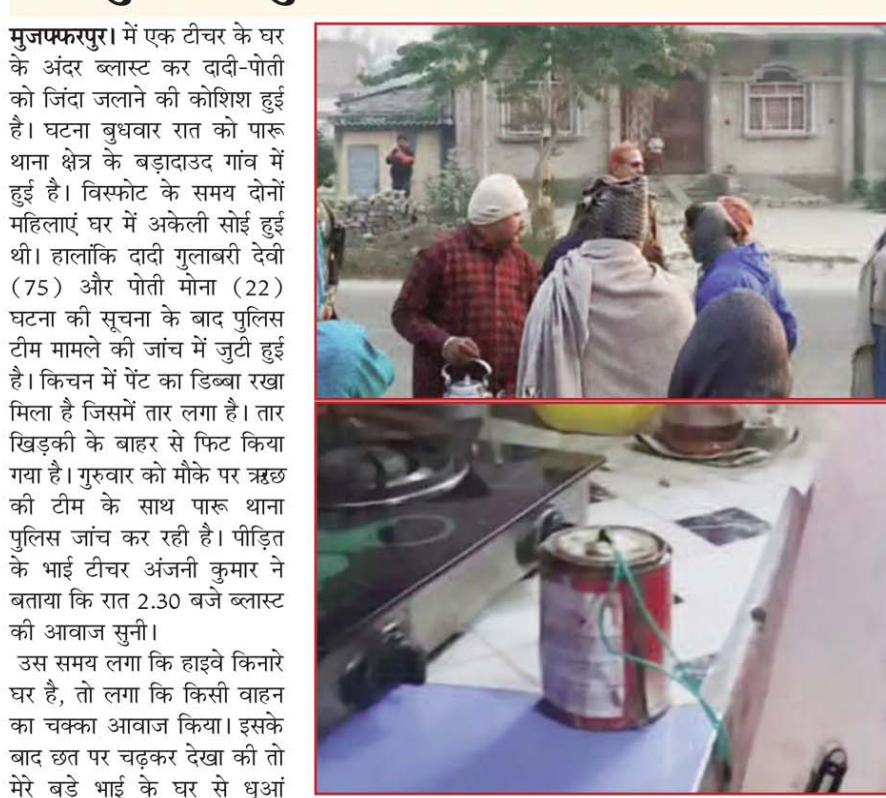 मुजफ्फरपुर। में एक टीचर के घर
के अंदर ब्लास्ट कर दादी-पोती
को जिंदा जलाने की कोशिश हुई
है। घटना बुधवार रात को पारू
थाना क्षेत्र के बड़ादाउद गांव में
हुई है। विस्फोट के समय दोनों
महिलाएं घर में अकेली सोई हुई
थी। हालांकि दादी गुलाबरी देवी
(75) और पोती मोना (22)
घटना की सूचना के बाद पुलिस
टीम मामले की जांच में जुटी हुई
है। किचन में पेंट का डिब्बा रखा
मिला है जिसमें तार लगा है। तार
खिड़की के बाहर से फिट किया
गया है। गुरुवार को मौके पर ऋछ
की टीम के साथ पारू थाना
पुलिस जांच कर रही है। पीड़ित
के भाई टीचर अंजनी कुमार ने
बताया कि रात 2.30 बजे ब्लास्ट
की आवाज सुनी।
उस समय लगा कि हाइवे किनारे
घर है, तो लगा कि किसी वाहन
का चक्का आवाज किया। इसके
बाद छत पर चढ़कर देखा की तो
मेरे बडे भाई के घर से धुआं